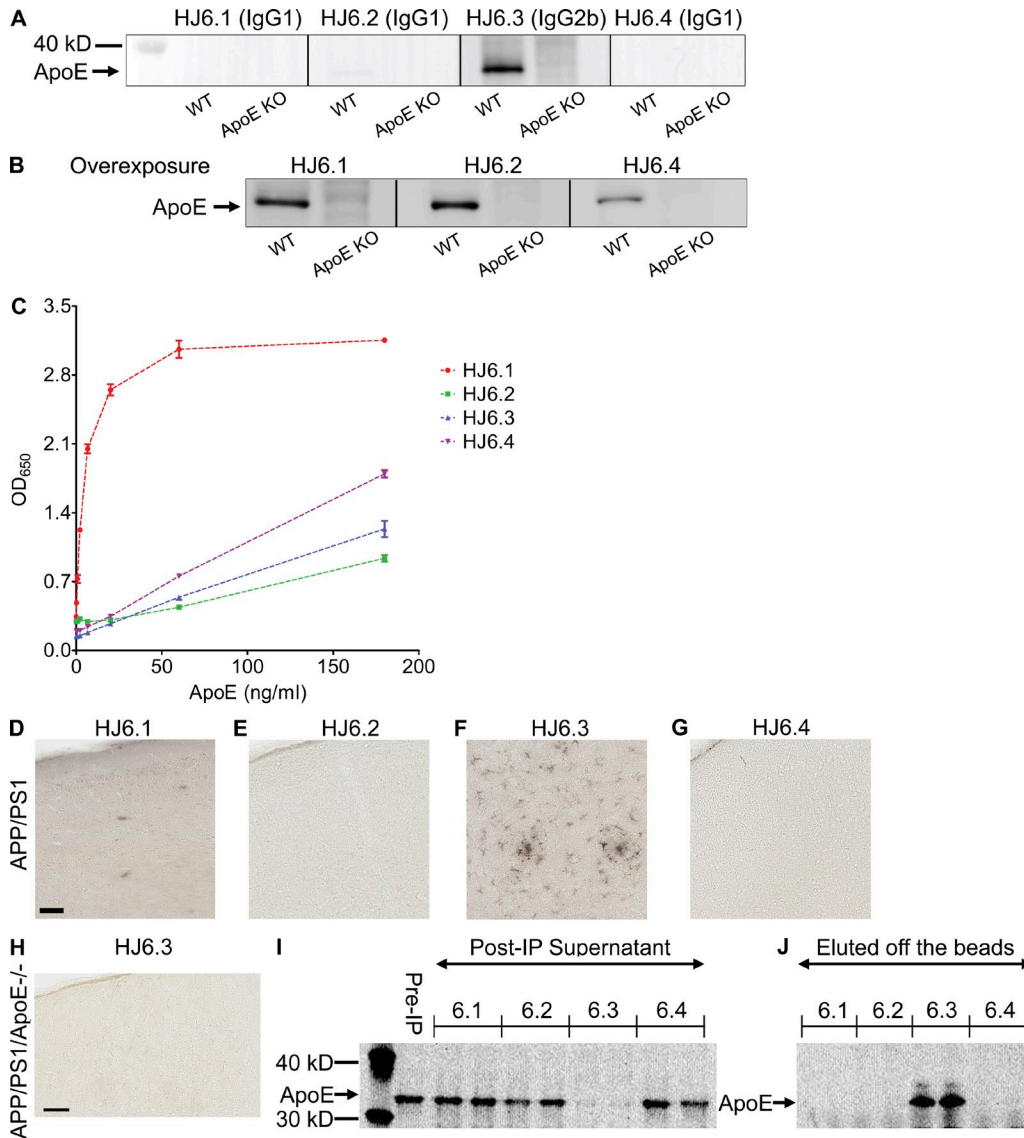 A HJ6.1 (IgG1) HJ6.2 (IgG1) HJ6.3 (IgG2b) HJ6.4 (IgG1)
40 kD
ApoE
WT ApoE KO WT ApoE KO WT ApoE KO WT ApoE KO
B Overexposure HJ6.1 HJ6.2 HJ6.4
ApoE
WT ApoE KO WT ApoE KO WT ApoE KO
C
3.5
2.8
2.1
1.4
0.7
0.0
OD650
0 50 100 150 200
ApoE (ng/ml)
HJ6.1
HJ6.2
HJ6.3
HJ6.4
D HJ6.1 E HJ6.2 F HJ6.3 G HJ6.4
APP/PS1
H HJ6.3
APP/PS1/ApoE-/-
I Post-IP Supernatant
Pre-IP 6.1 6.2 6.3 6.4
40 kD
ApoE
30 kD
J Eluted off the beads
6.1 6.2 6.3 6.4
ApoE